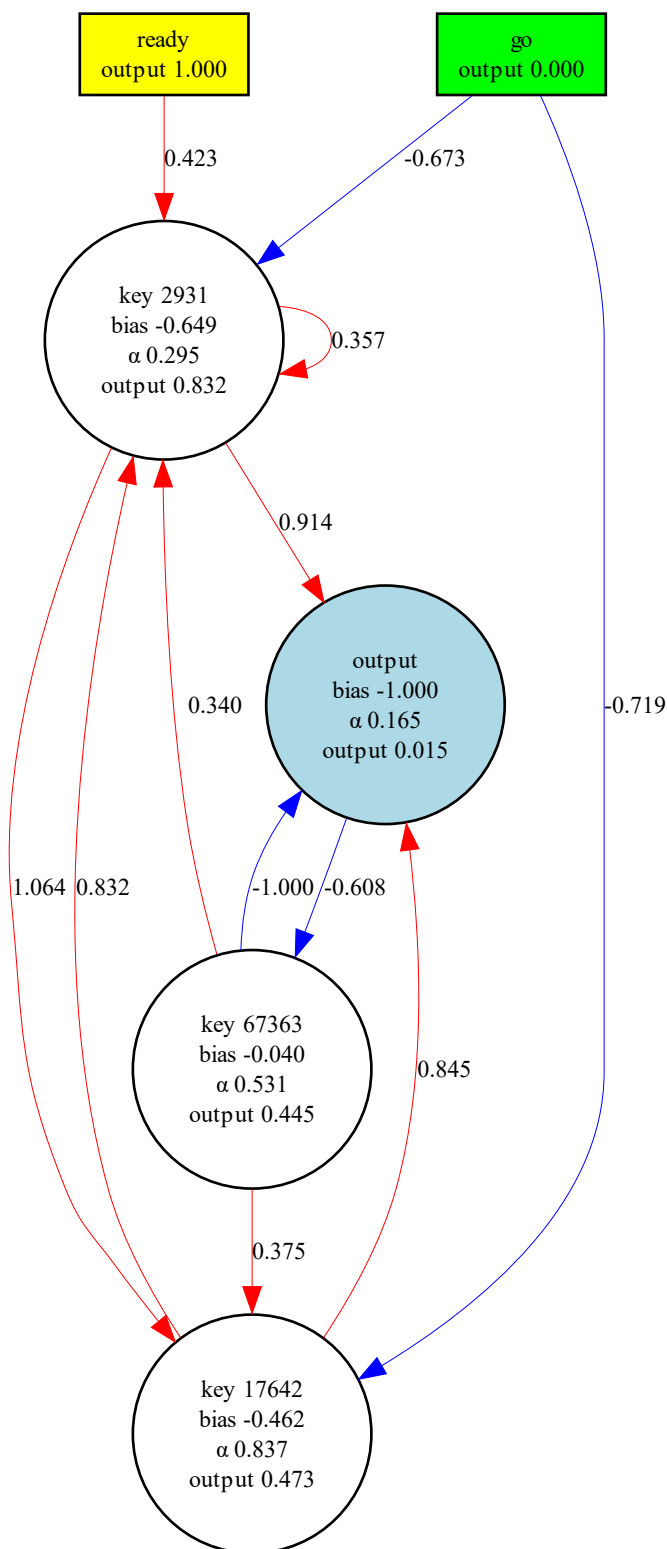 ready
output 1.000
go
output 0.000
0.423
-0.673
key 2931
bias -0.649
α 0.295
output 0.832
0.357
0.914
output
bias -1.000
α 0.165
output 0.015
0.340
-0.719
1.064
0.832
-1.000
-0.608
key 67363
bias -0.040
α 0.531
output 0.445
0.845
0.375
key 17642
bias -0.462
α 0.837
output 0.473